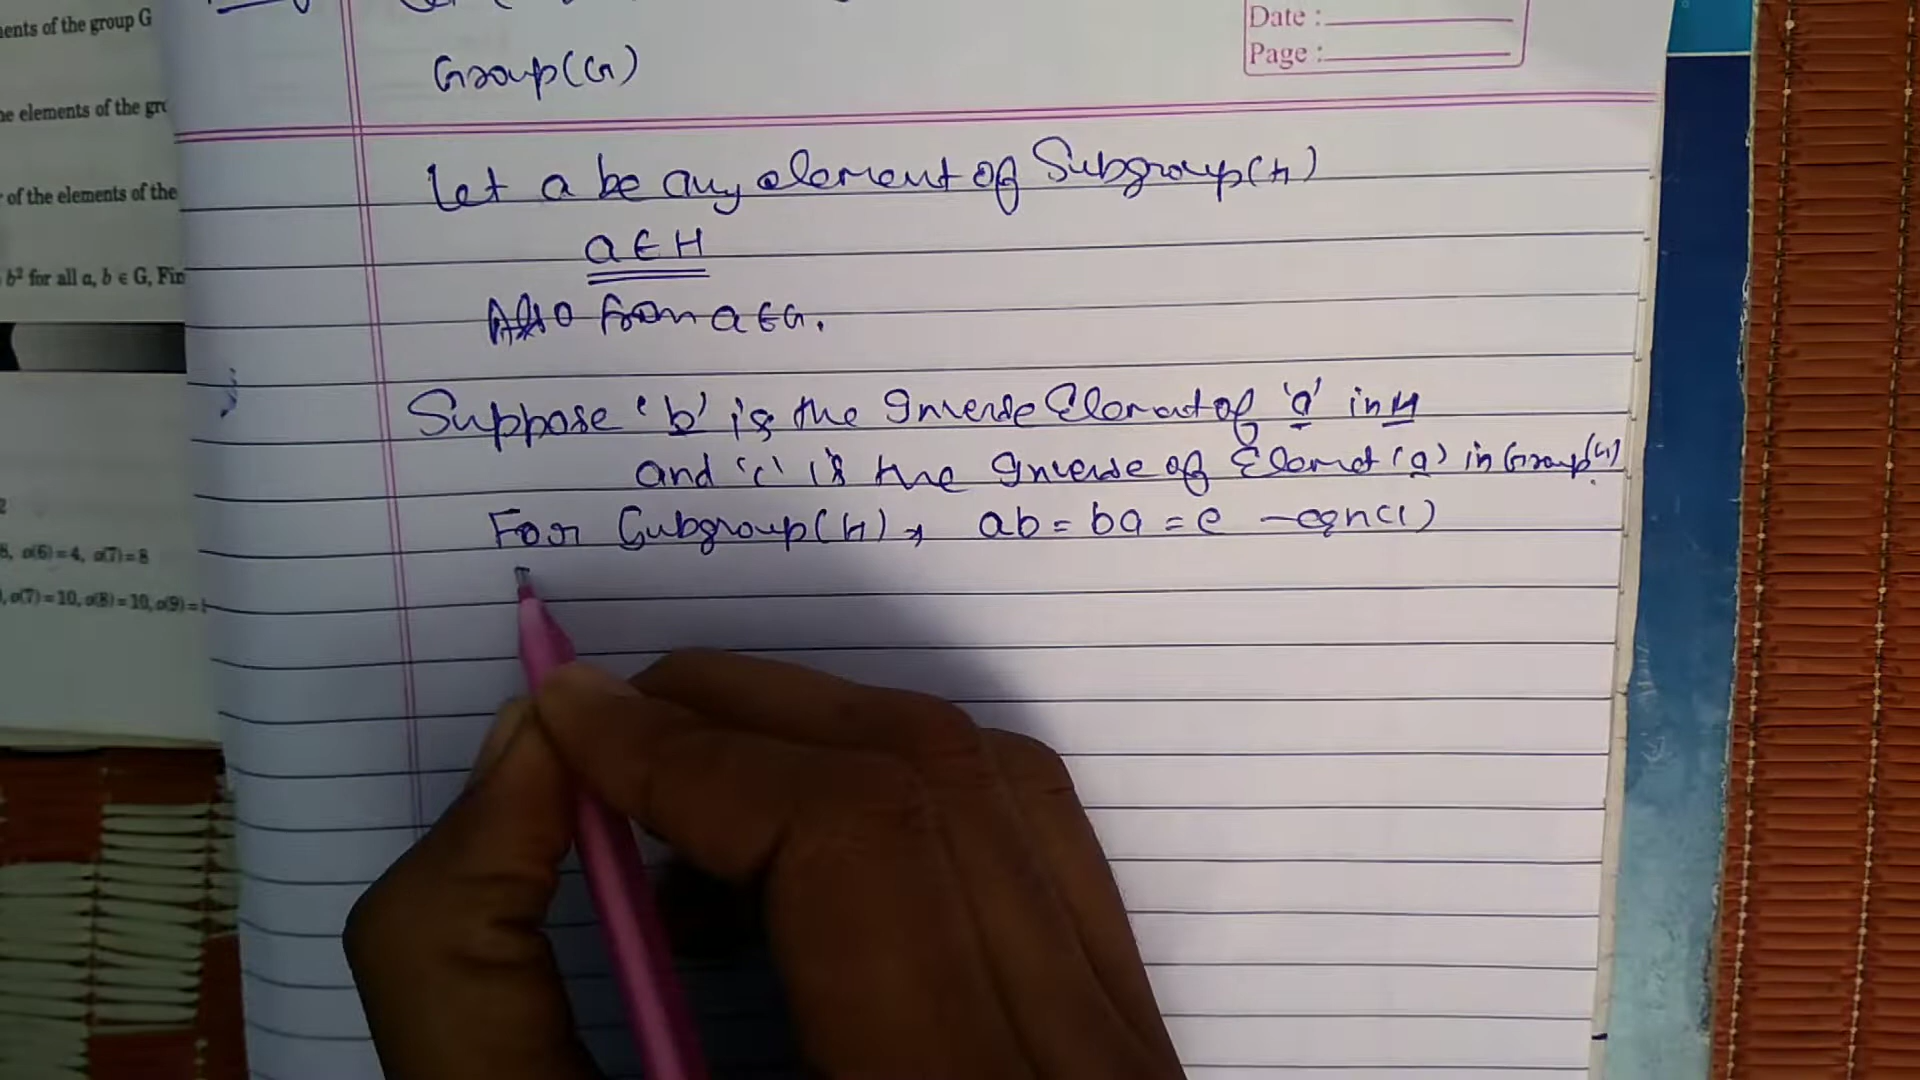 ments of the group G
he elements of the gro
of the elements of the
b² for all a, b ∈ G, Fin
8, o(6)=4, o(7)=8
, o(7)=10, o(8)=10, o(9)=
Date :
Page :
Group(G)
Let a be any element of Subgroup(H)
a ∈ H
Also from a ∈ G.
Suppose 'b' is the Inverse Element of 'a' in H
and 'c' is the Inverse of Element (a) in Group(G)
For Subgroup(H) → ab = ba = e - eqn(1)